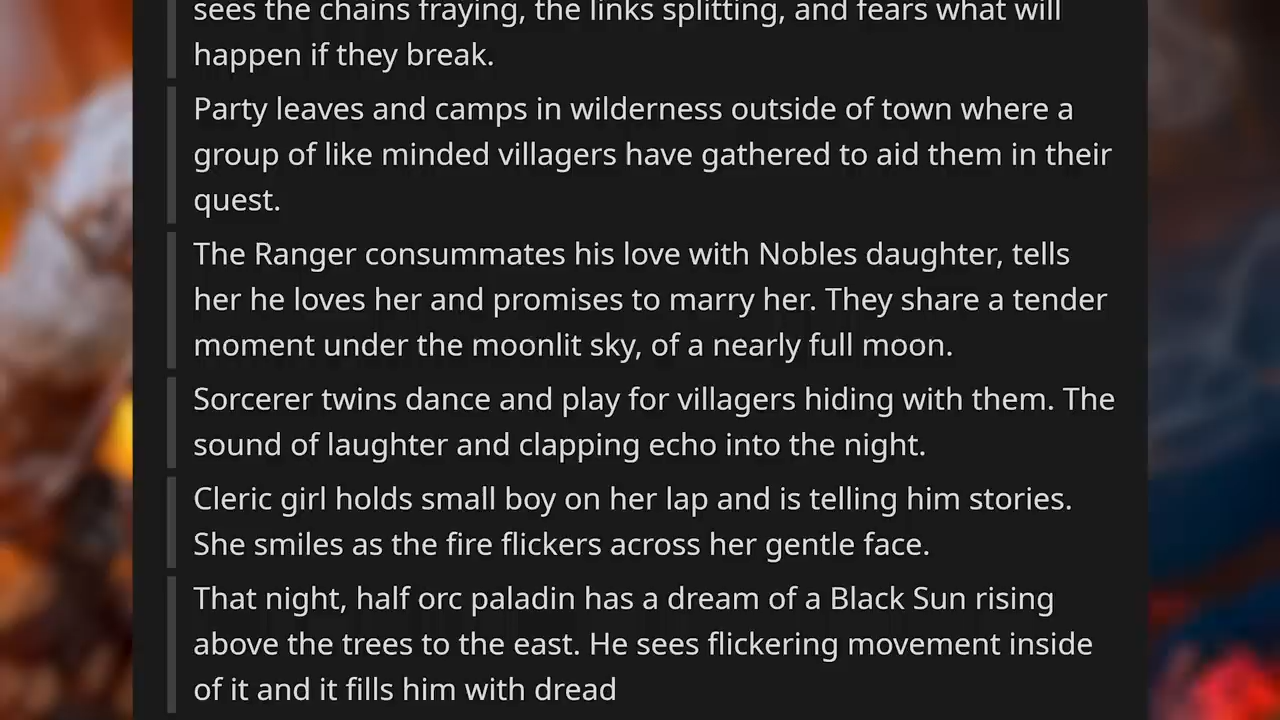 sees the chains fraying, the links splitting, and fears what will
happen if they break.
Party leaves and camps in wilderness outside of town where a
group of like minded villagers have gathered to aid them in their
quest.
The Ranger consummates his love with Nobles daughter, tells
her he loves her and promises to marry her. They share a tender
moment under the moonlit sky, of a nearly full moon.
Sorcerer twins dance and play for villagers hiding with them. The
sound of laughter and clapping echo into the night.
Cleric girl holds small boy on her lap and is telling him stories.
She smiles as the fire flickers across her gentle face.
That night, half orc paladin has a dream of a Black Sun rising
above the trees to the east. He sees flickering movement inside
of it and it fills him with dread